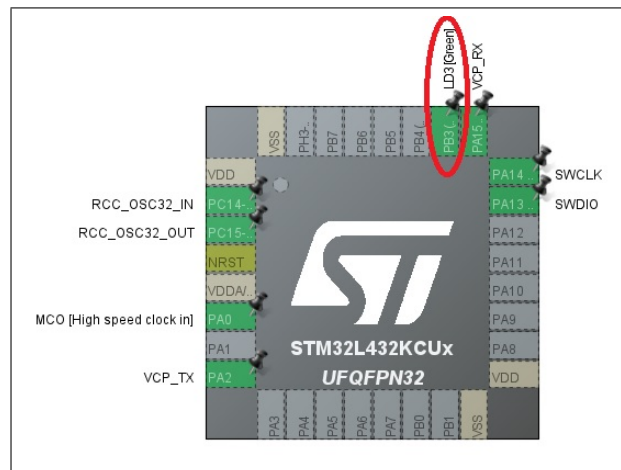 LD3 [Green]
VCP_RX
VSS
PH3-..
PB7
PB6
PB5
PB4 (..
PB3 (..
PA15..
VDD
PC14-..
PC15-..
NRST
VDDA/..
PA0
PA1
PA2
RCC_OSC32_IN
RCC_OSC32_OUT
MCO [High speed clock in]
VCP_TX
ST
STM32L432KCUx
UFQFPN32
PA14..
PA13..
PA12
PA11
PA10
PA9
PA8
VDD
SWCLK
SWDIO
PA3
PA4
PA5
PA6
PA7
PB0
PB1
VSS